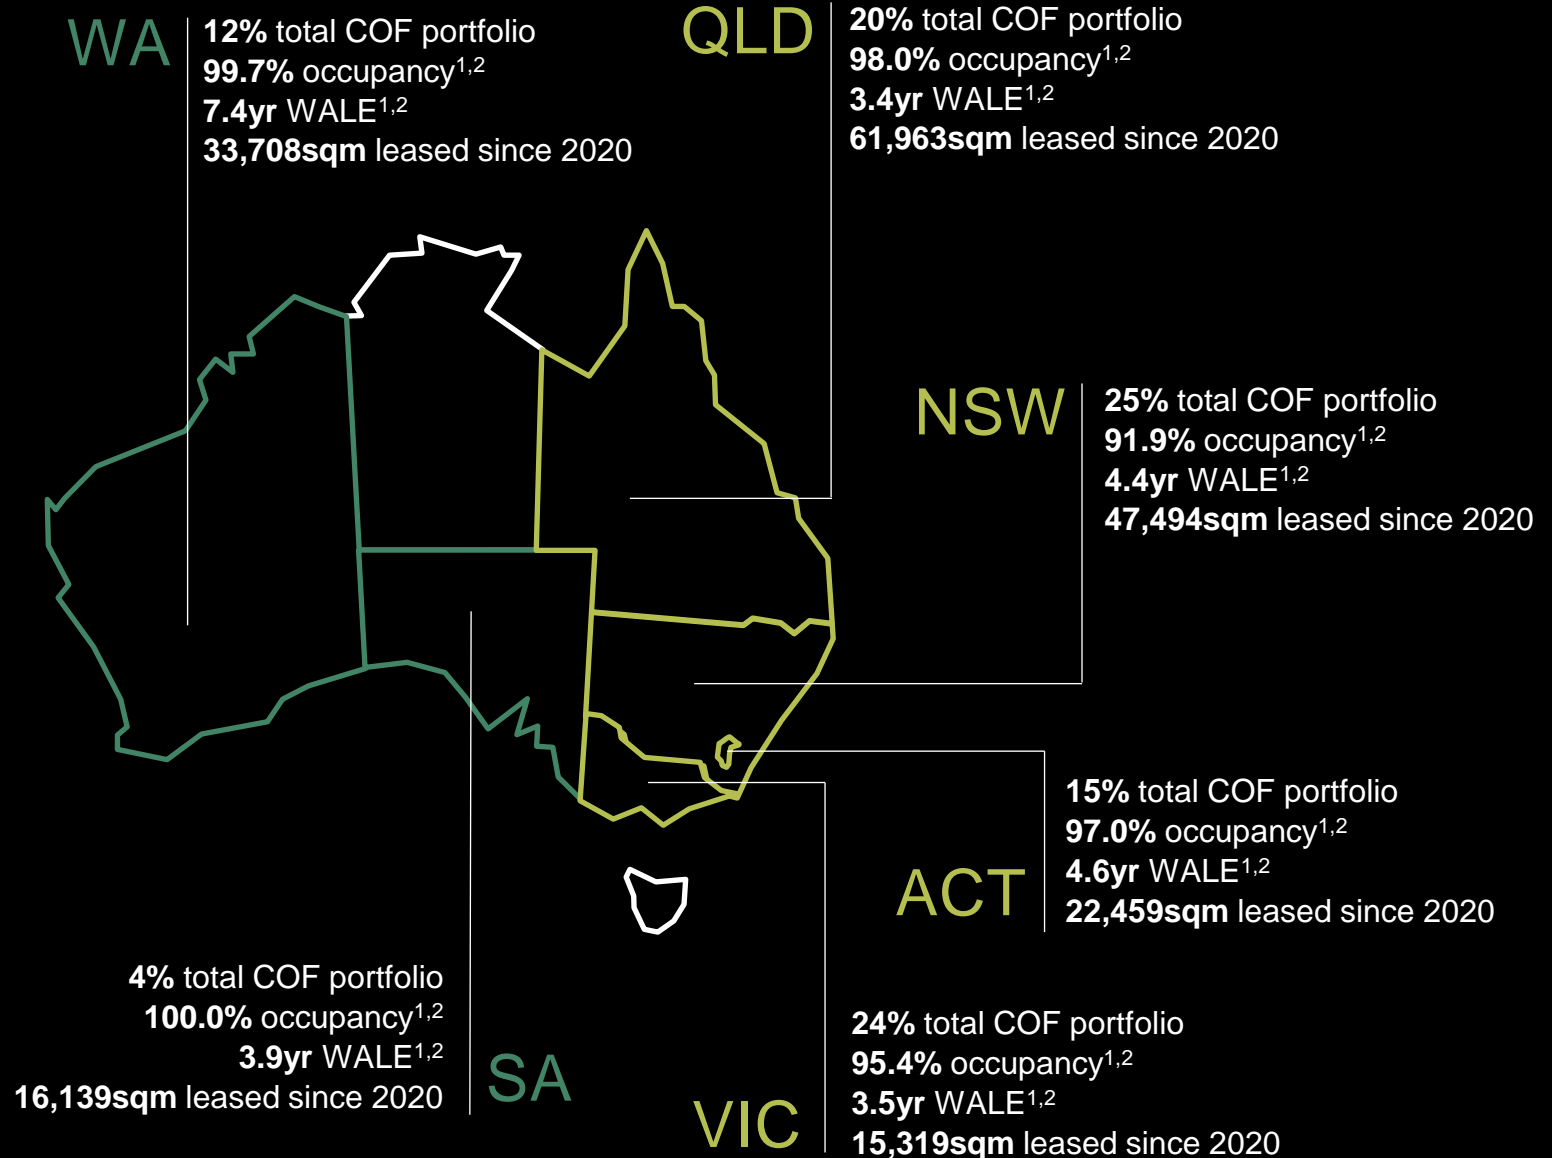 WA
12% total COF portfolio
99.7% occupancy1,2
7.4yr WALE1,2
33,708sqm leased since 2020
QLD
20% total COF portfolio
98.0% occupancy1,2
3.4yr WALE1,2
61,963sqm leased since 2020
NSW
25% total COF portfolio
91.9% occupancy1,2
4.4yr WALE1,2
47,494sqm leased since 2020
ACT
15% total COF portfolio
97.0% occupancy1,2
4.6yr WALE1,2
22,459sqm leased since 2020
4% total COF portfolio
100.0% occupancy1,2
3.9yr WALE1,2
16,139sqm leased since 2020
SA
VIC
24% total COF portfolio
95.4% occupancy1,2
3.5yr WALE1,2
15,319sqm leased since 2020